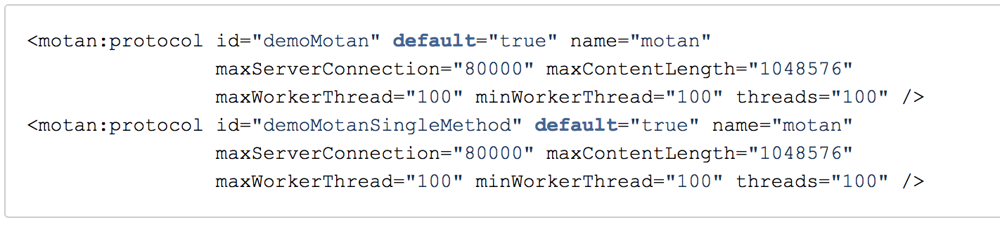 <motan:protocol id="demoMotan" default="true" name="motan"
maxServerConnection="80000" maxContentLength="1048576"
maxWorkerThread="100" minWorkerThread="100" threads="100" />
<motan:protocol id="demoMotanSingleMethod" default="true" name="motan"
maxServerConnection="80000" maxContentLength="1048576"
maxWorkerThread="100" minWorkerThread="100" threads="100" />